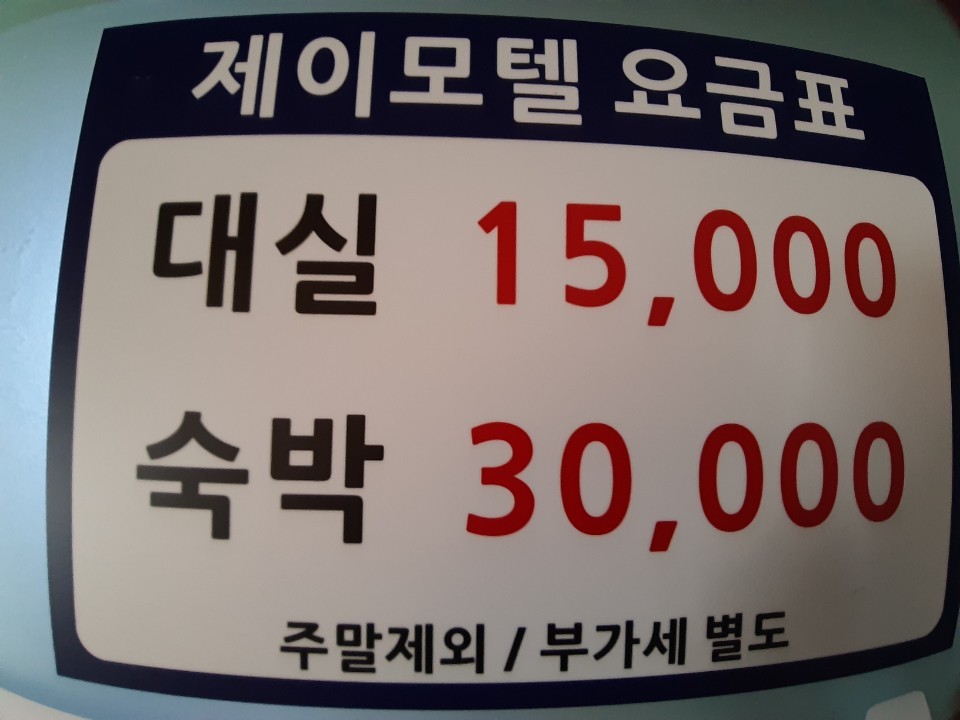 제이모텔 요금표
대실 15,000
숙박 30,000
주말제외 / 부가세 별도